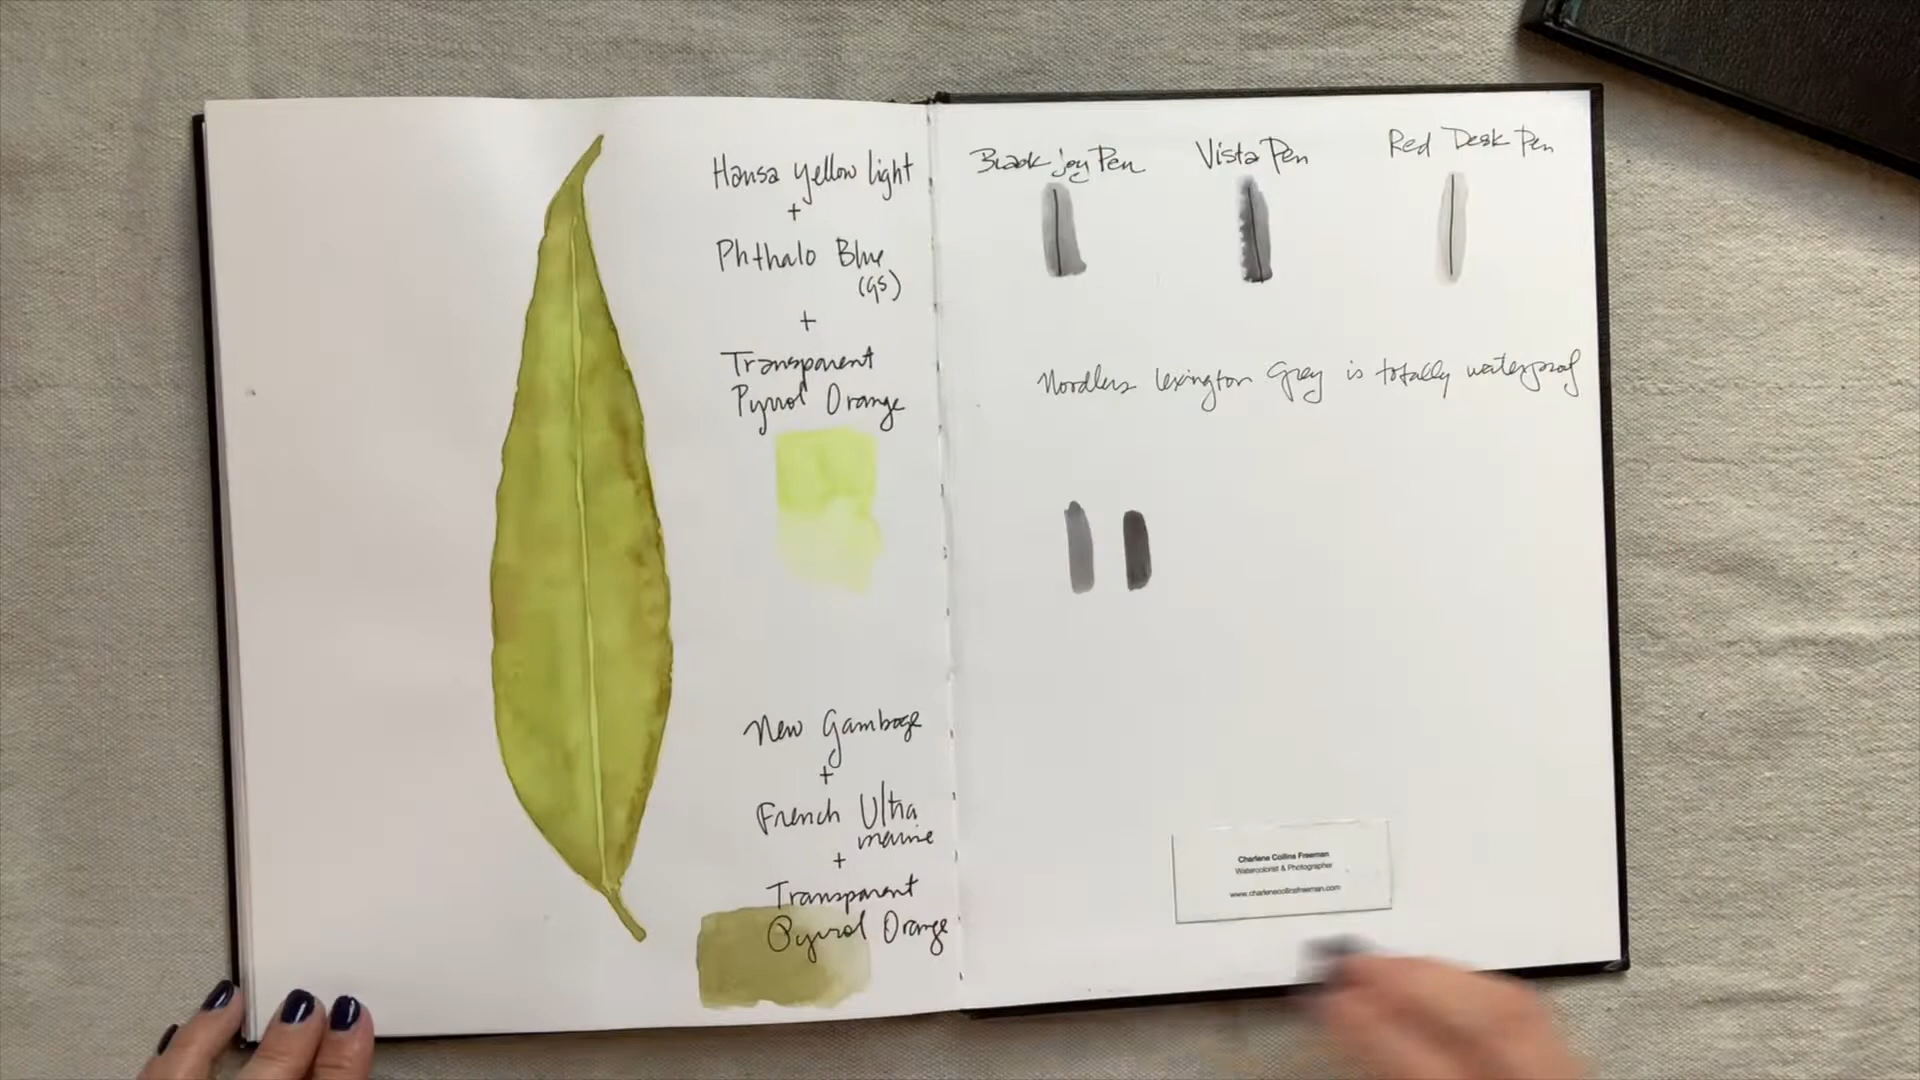 Hansa Yellow light
+
Phthalo Blue
(GS)
+
Transparent
Pyrrol Orange
New Gamboge
+
French Ultra
marine
+
Transparent
Pyrrol Orange
Black Joy Pen
Vista Pen
Red Desk Pen
Noodlers Lexington Grey is totally waterproof
Charlene Collins Freeman
Watercolorist & Photographer
www.charlenecollinsfreeman.com